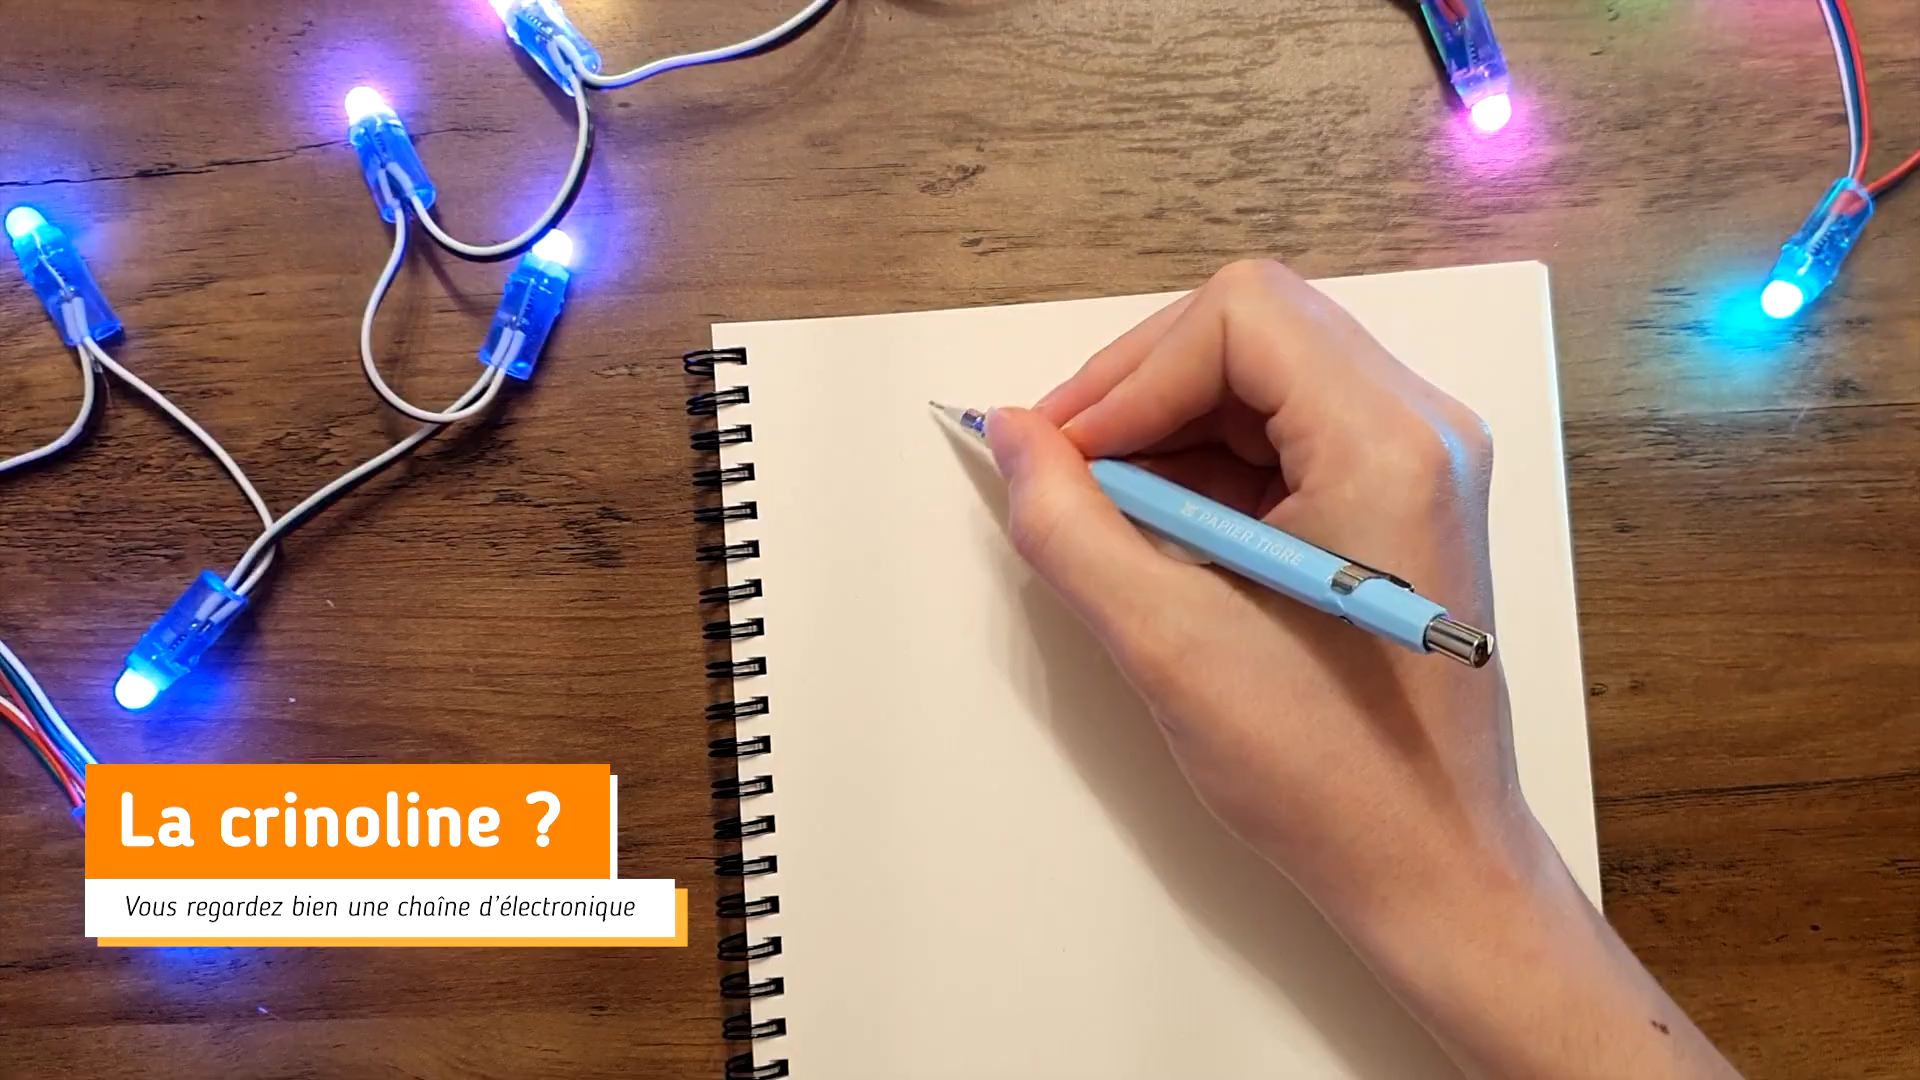 PAPIER TIGRE
La crinoline ?
Vous regardez bien une chaîne d'électronique